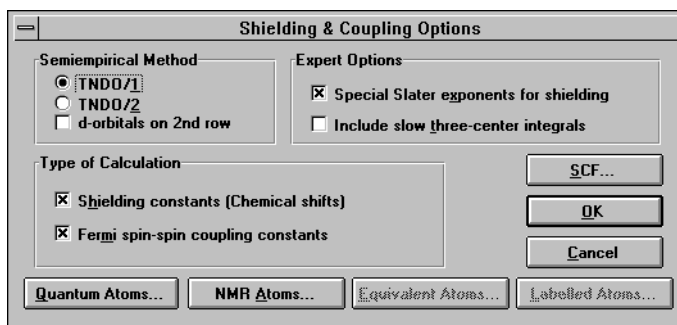 Shielding & Coupling Options
Semiempirical Method
TNDO/1
TNDO/2
d-orbitals on 2nd row
Expert Options
Special Slater exponents for shielding
Include slow three-center integrals
Type of Calculation
Shielding constants (Chemical shifts)
Fermi spin-spin coupling constants
SCF...
OK
Cancel
Quantum Atoms... NMR Atoms... Equivalent Atoms... Labelled Atoms...